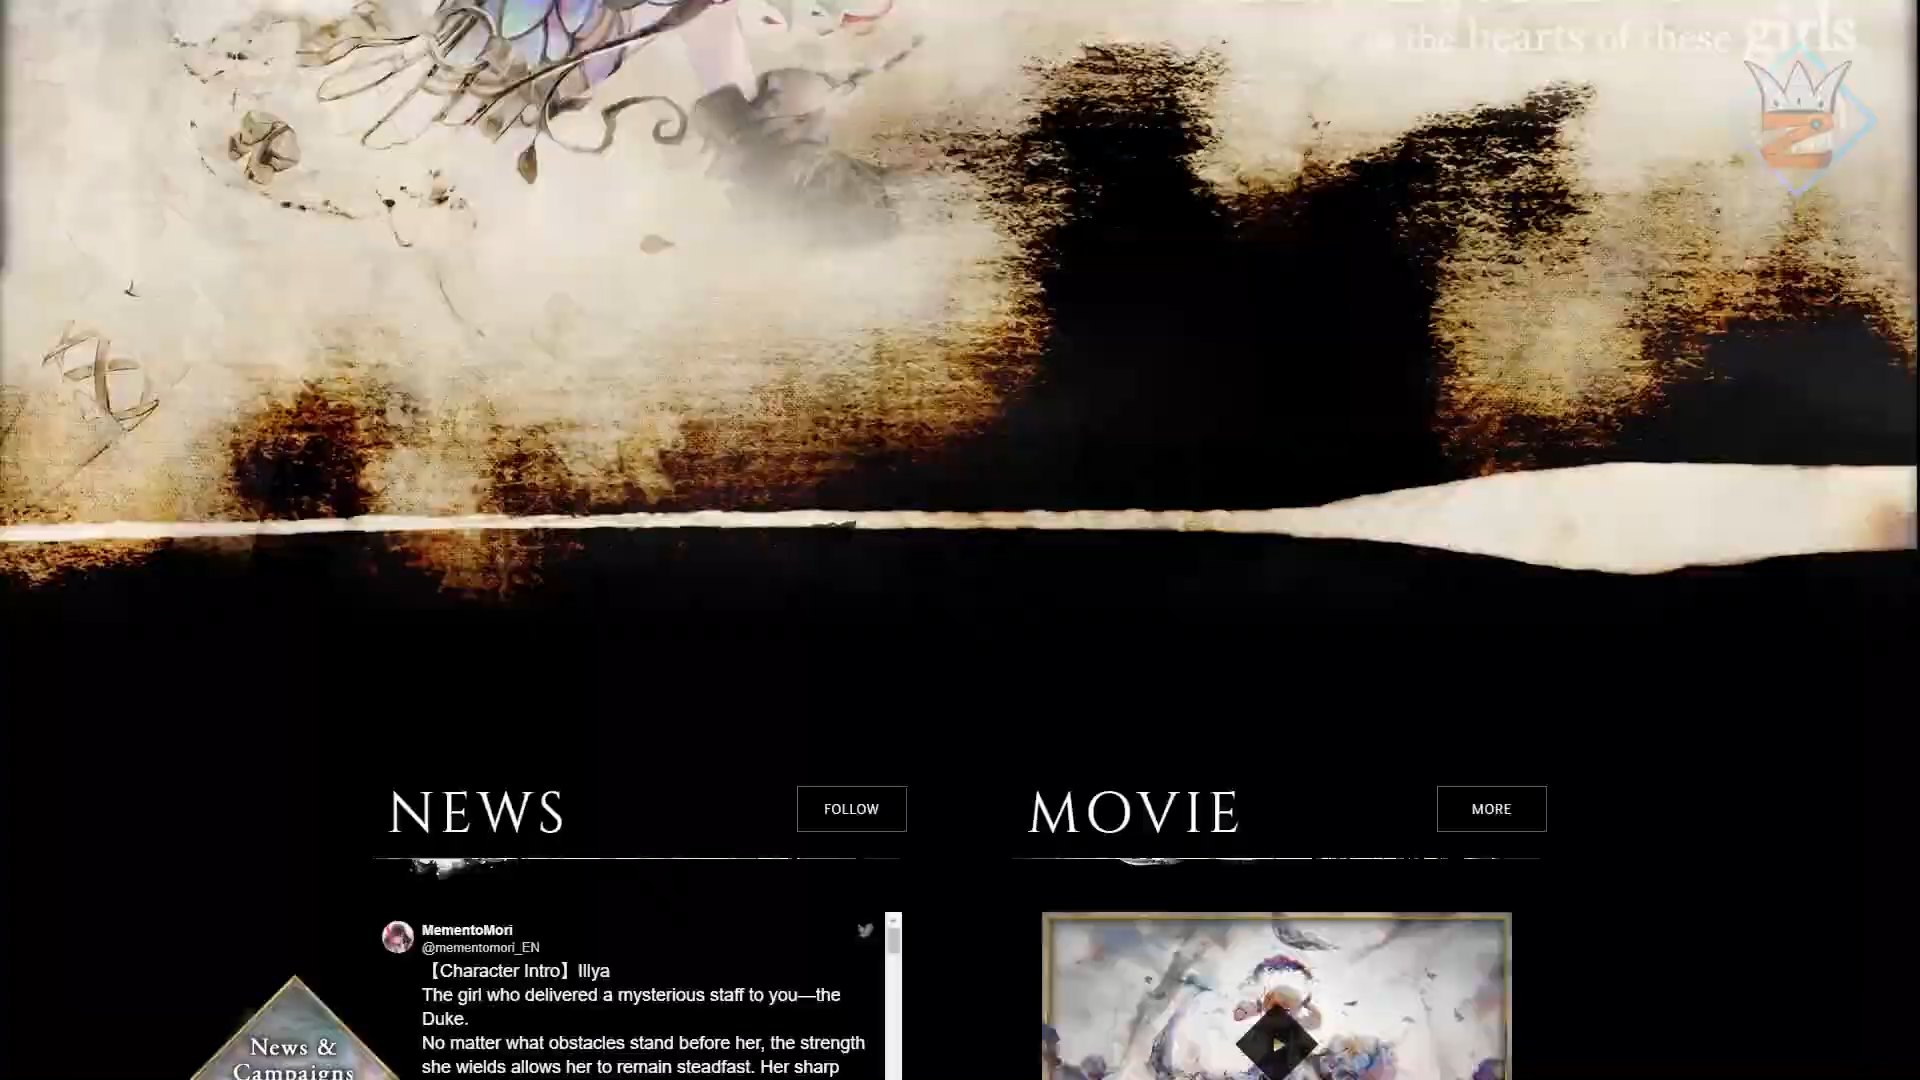 in the hearts of these girls
Z
NEWS
FOLLOW
MOVIE
MORE
MementoMori
@mementomori_EN
【Character Intro】Illya
The girl who delivered a mysterious staff to you—the
Duke.
No matter what obstacles stand before her, the strength
she wields allows her to remain steadfast. Her sharp
News &
Campaigns